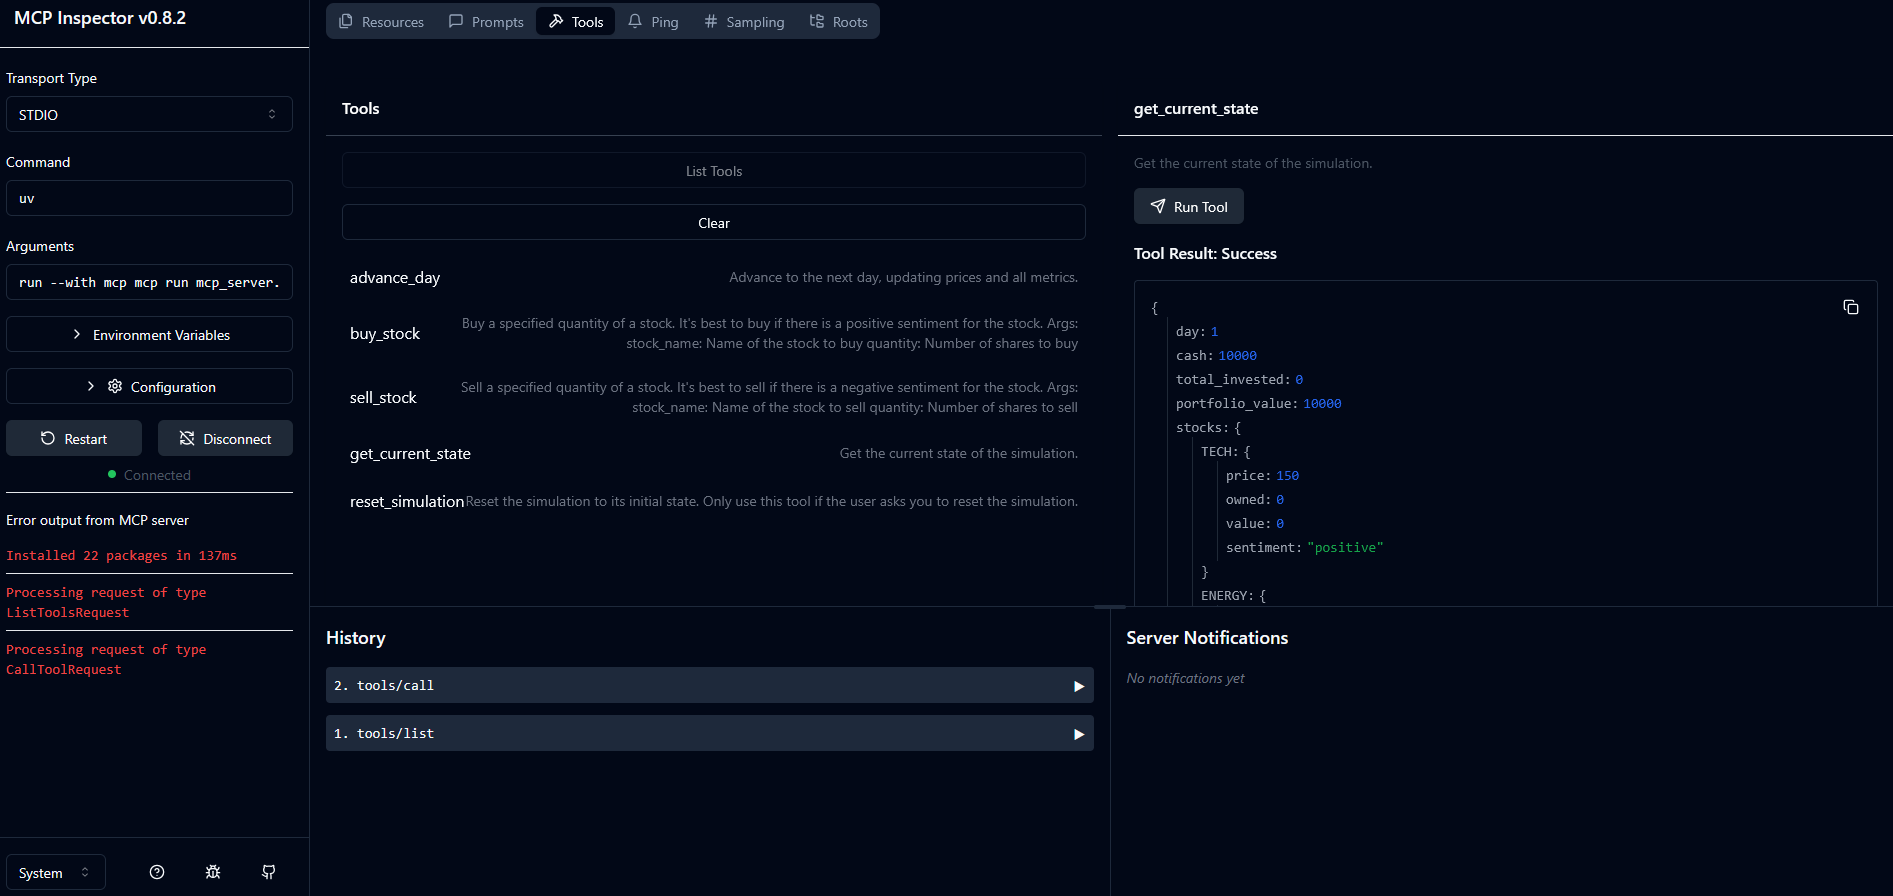 MCP Inspector v0.8.2
Transport Type
STDIO
Command
uv
Arguments
run --with mcp mcp run mcp_server.
Environment Variables
Configuration
Restart
Disconnect
Connected
Error output from MCP server
Installed 22 packages in 137ms
Processing request of type
ListToolsRequest
Processing request of type
CallToolRequest
System
Resources
Prompts
Tools
Ping
Sampling
Roots
Tools
List Tools
Clear
advance_day
Advance to the next day, updating prices and all metrics.
buy_stock
Buy a specified quantity of a stock. It's best to buy if there is a positive sentiment for the stock. Args:
stock_name: Name of the stock to buy quantity: Number of shares to buy
sell_stock
Sell a specified quantity of a stock. It's best to sell if there is a negative sentiment for the stock. Args:
stock_name: Name of the stock to sell quantity: Number of shares to sell
get_current_state
Get the current state of the simulation.
reset_simulation
Reset the simulation to its initial state. Only use this tool if the user asks you to reset the simulation.
get_current_state
Get the current state of the simulation.
Run Tool
Tool Result: Success
{
day: 1
cash: 10000
total_invested: 0
portfolio_value: 10000
stocks: {
TECH: {
price: 150
owned: 0
value: 0
sentiment: "positive"
}
ENERGY: {
History
2. tools/call
1. tools/list
Server Notifications
No notifications yet